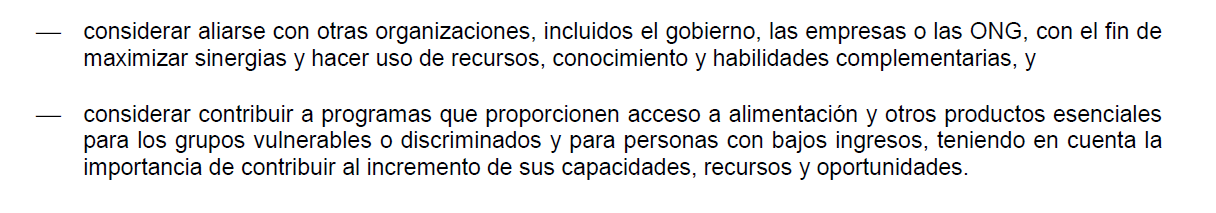 — considerar aliarse con otras organizaciones, incluidos el gobierno, las empresas o las ONG, con el fin de
maximizar sinergias y hacer uso de recursos, conocimiento y habilidades complementarias, y
— considerar contribuir a programas que proporcionen acceso a alimentación y otros productos esenciales
para los grupos vulnerables o discriminados y para personas con bajos ingresos, teniendo en cuenta la
importancia de contribuir al incremento de sus capacidades, recursos y oportunidades.